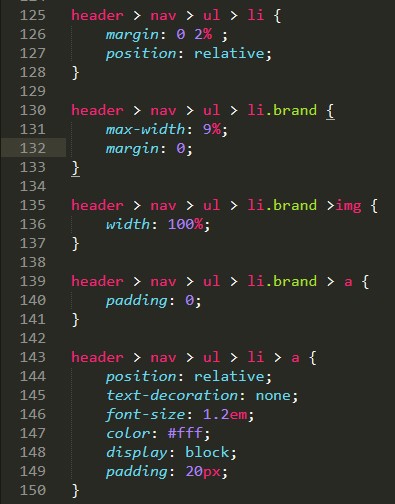 125 header > nav > ul > li {
126     margin: 0 2% ;
127     position: relative;
128 }
129
130 header > nav > ul > li.brand {
131     max-width: 9%;
132     margin: 0;
133 }
134
135 header > nav > ul > li.brand >img {
136     width: 100%;
137 }
138
139 header > nav > ul > li.brand > a {
140     padding: 0;
141 }
142
143 header > nav > ul > li > a {
144     position: relative;
145     text-decoration: none;
146     font-size: 1.2em;
147     color: #fff;
148     display: block;
149     padding: 20px;
150 }